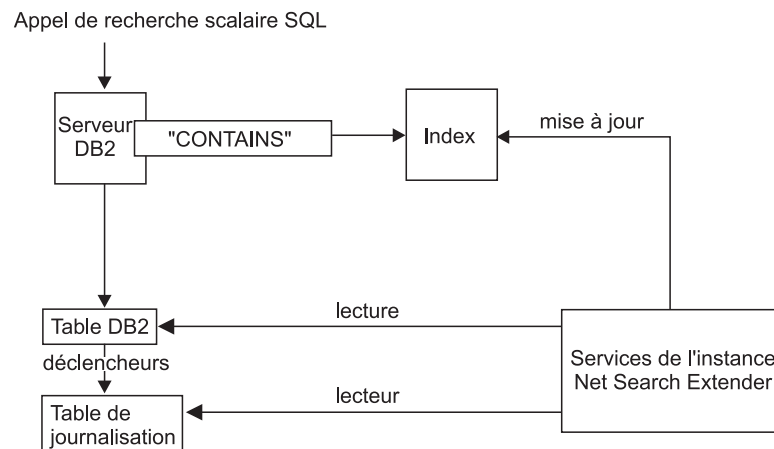 Appel de recherche scalaire SQL
Serveur
DB2
"CONTAINS"
Index
mise à jour
Table DB2
lecture
déclencheurs
Services de l'instance
Net Search Extender
lecteur
Table de
journalisation